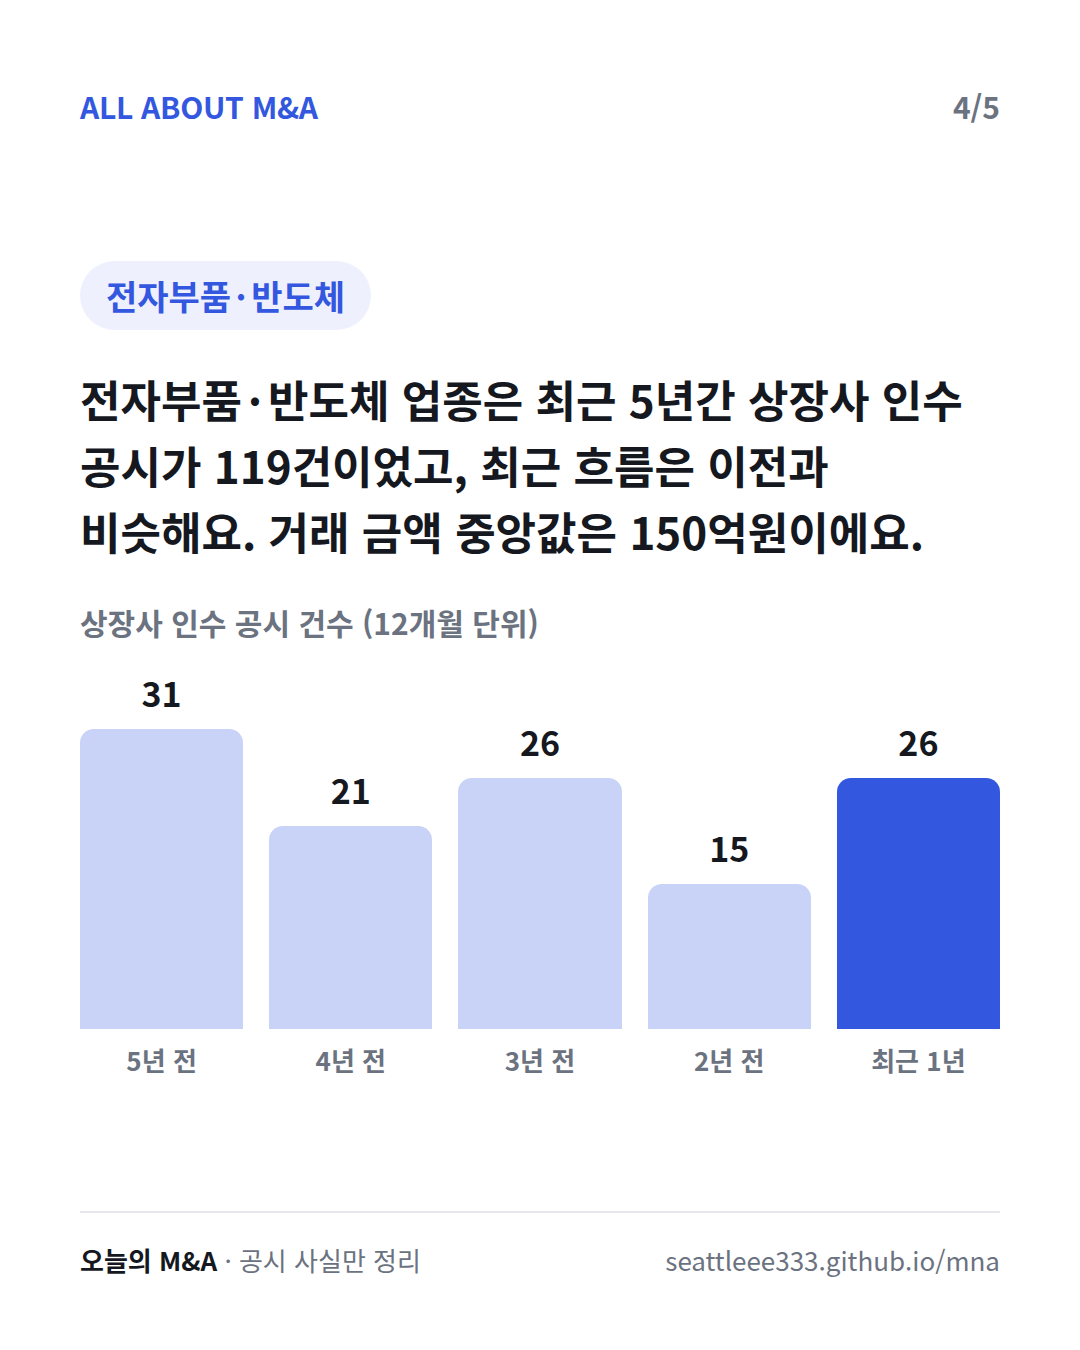 ALL ABOUT M&A
4/5
전자부품·반도체
전자부품·반도체 업종은 최근 5년간 상장사 인수
공시가 119건이었고, 최근 흐름은 이전과
비슷해요. 거래 금액 중앙값은 150억원이에요.
상장사 인수 공시 건수 (12개월 단위)
31
21
26
15
26
5년 전
4년 전
3년 전
2년 전
최근 1년
오늘의 M&A · 공시 사실만 정리
seattleee333.github.io/mna